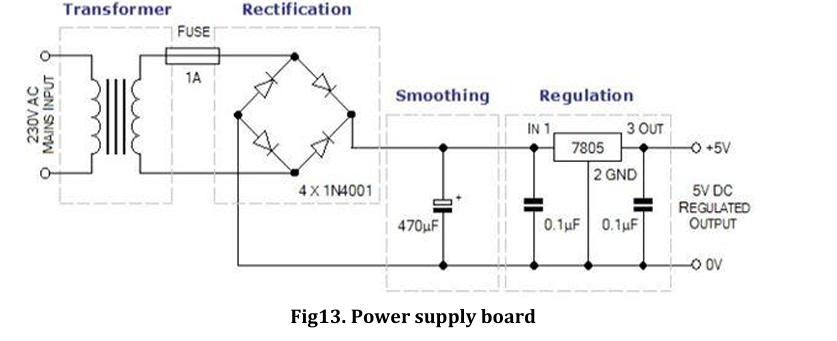 Transformer
Rectification
FUSE
1A
230V AC
MAINS INPUT
4 X 1N4001
Smoothing
Regulation
IN 1
3 OUT
7805
2 GND
+5V
+
470µF
0.1µF
0.1µF
5V DC
REGULATED
OUTPUT
0V
Fig13. Power supply board